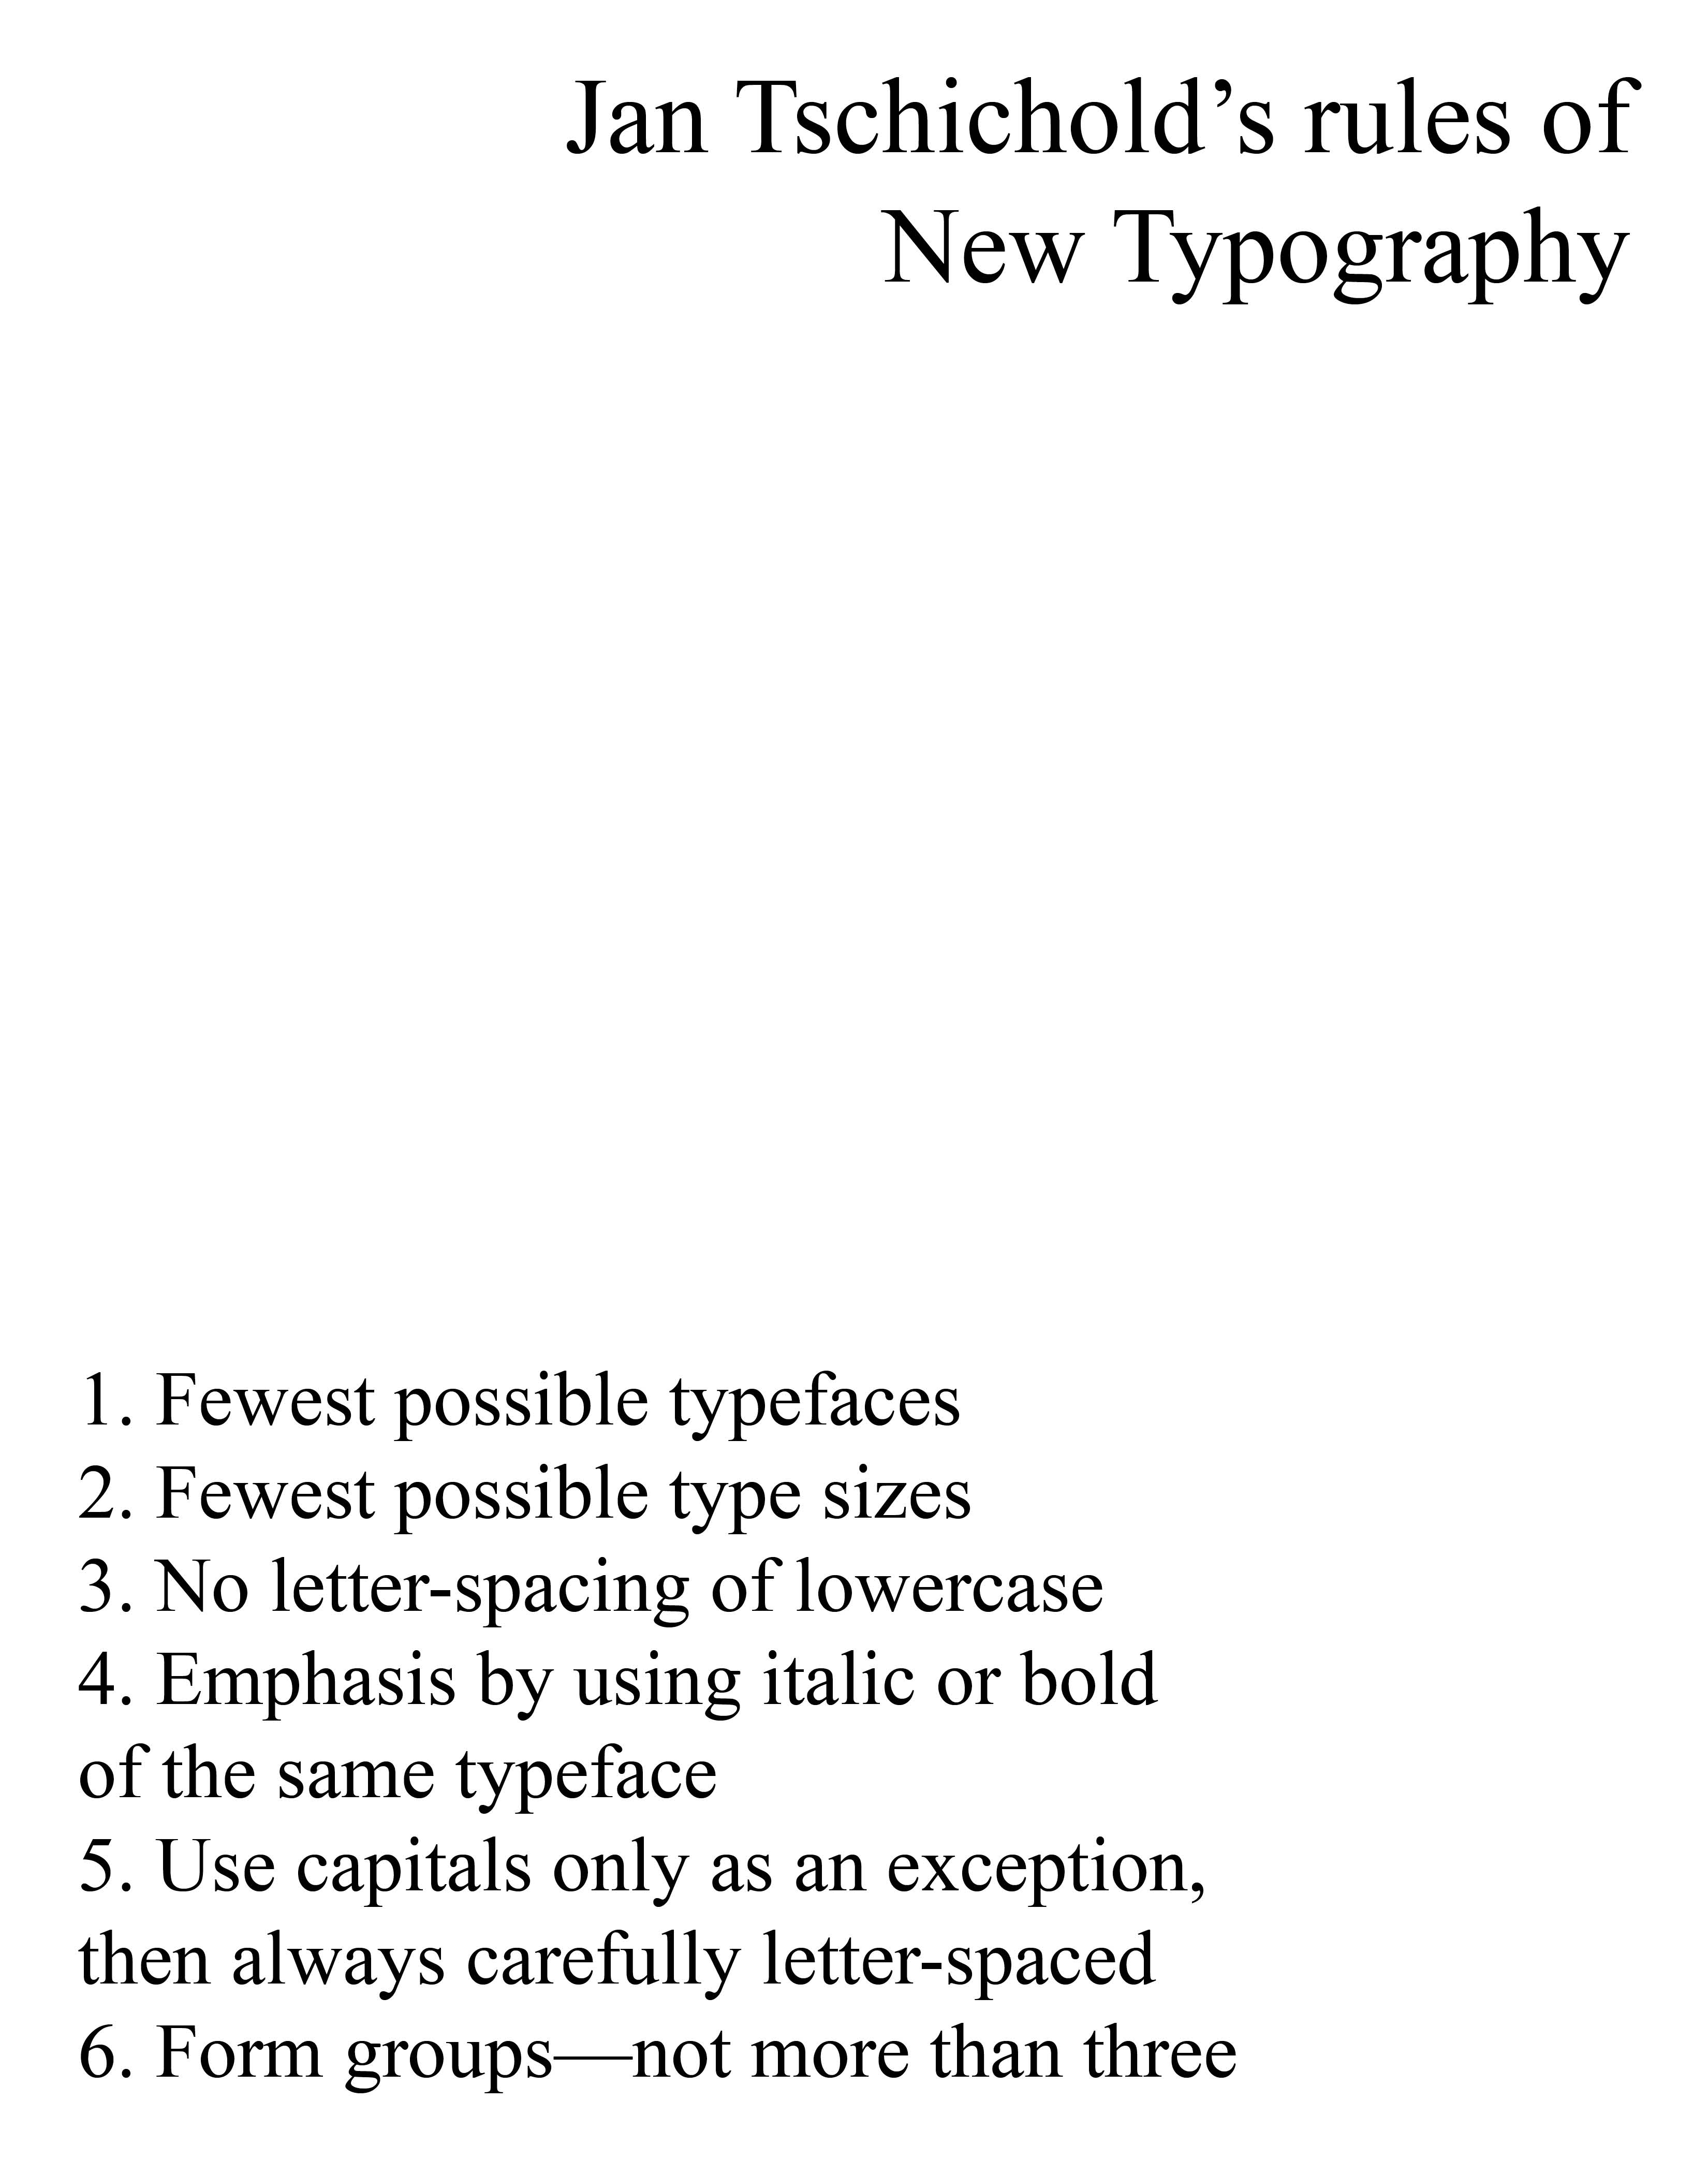 Jan Tschichold’s rules of
New Typography
1. Fewest possible typefaces
2. Fewest possible type sizes
3. No letter-spacing of lowercase
4. Emphasis by using italic or bold
of the same typeface
5. Use capitals only as an exception,
then always carefully letter-spaced
6. Form groups—not more than three